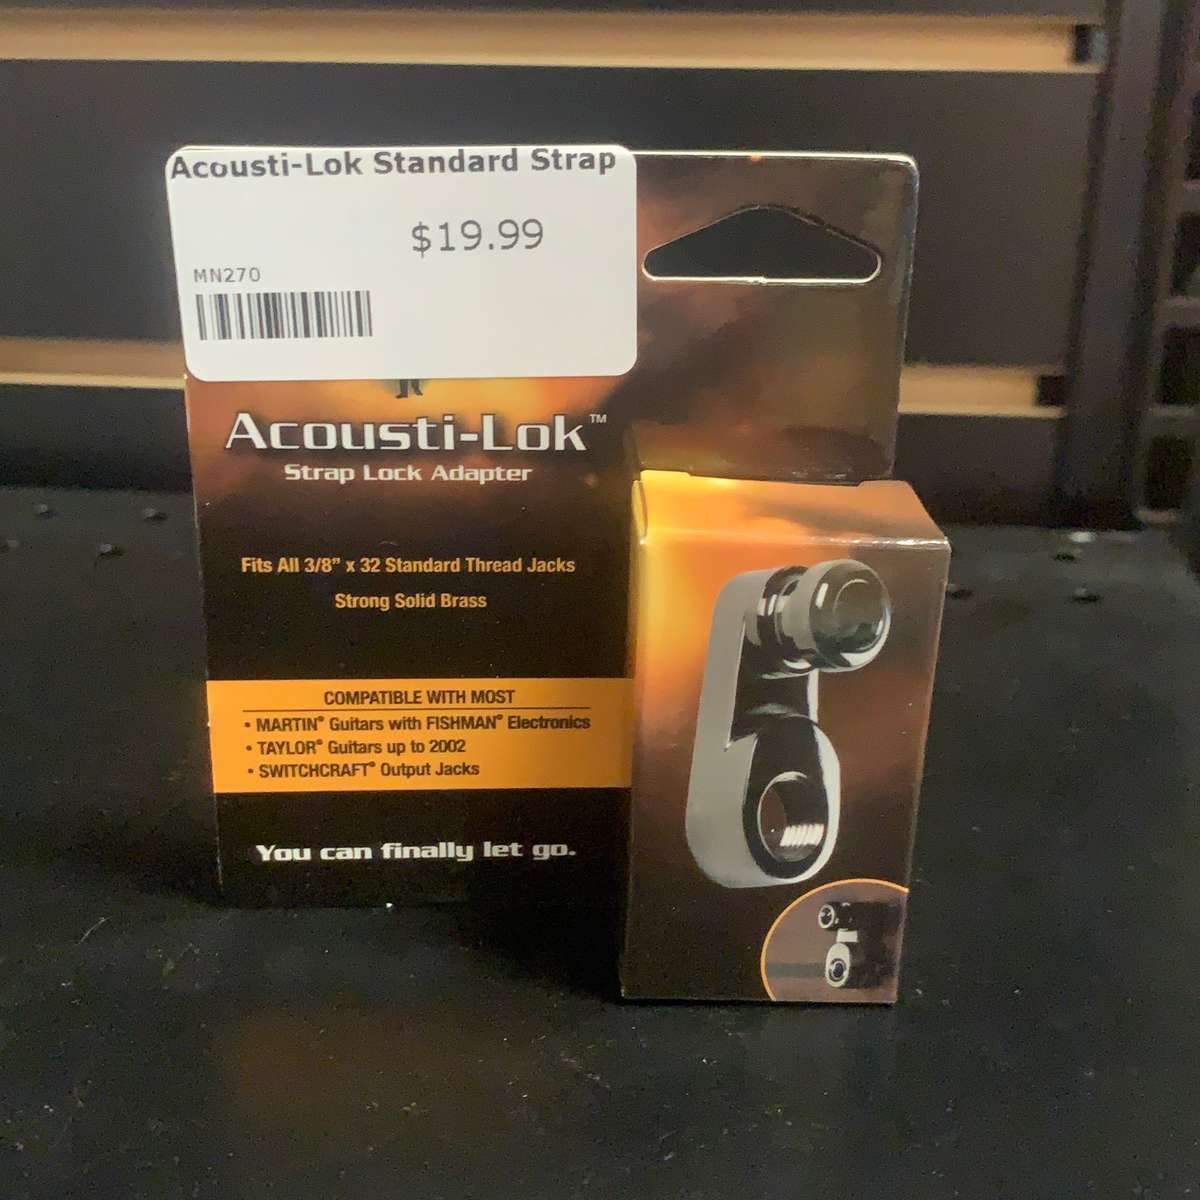 Acousti-Lok Standard Strap
$19.99
MN270
Acousti-Lok™
Strap Lock Adapter
Fits All 3/8" x 32 Standard Thread Jacks
Strong Solid Brass
COMPATIBLE WITH MOST
• MARTIN® Guitars with FISHMAN® Electronics
• TAYLOR® Guitars up to 2002
• SWITCHCRAFT® Output Jacks
You can finally let go.